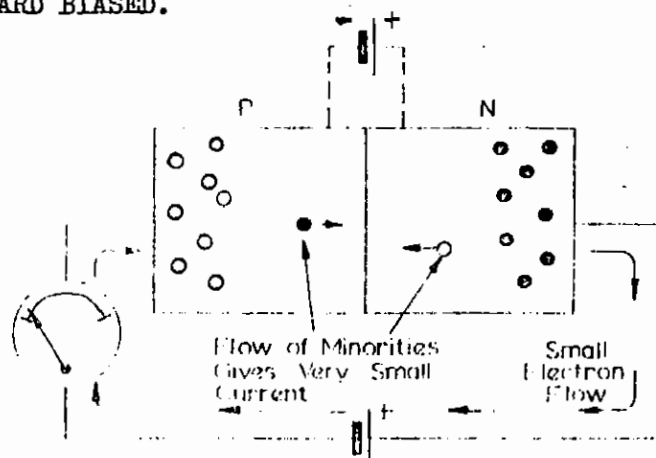 ARD BIASED.
+
P N
Flow of Minorities
Gives Very Small
Current
Small
Electron
Flow
+